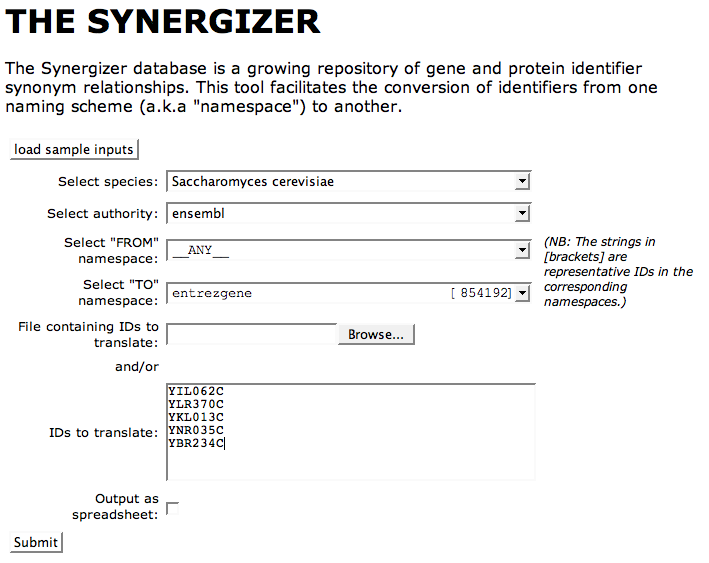 THE SYNERGIZER
The Synergizer database is a growing repository of gene and protein identifier
synonym relationships. This tool facilitates the conversion of identifiers from one
naming scheme (a.k.a "namespace") to another.
load sample inputs
Select species: Saccharomyces cerevisiae
Select authority: ensembl
Select "FROM"
namespace: __ANY__
(NB: The strings in
[brackets] are
representative IDs in the
corresponding
namespaces.)
Select "TO"
namespace: entrezgene [ 854192]
File containing IDs to
translate: Browse...
and/or
IDs to translate:
YIL062C
YLR370C
YKL013C
YNR035C
YBR234C
Output as
spreadsheet:
Submit